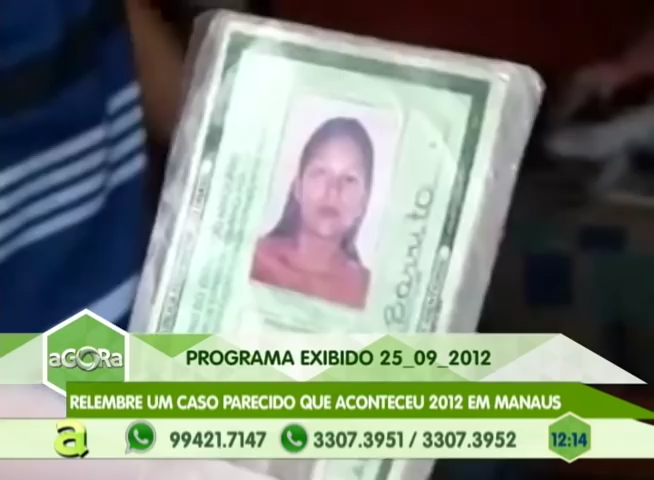 Barrito
aGORa
PROGRAMA EXIBIDO 25_09_2012
RELEMBRE UM CASO PARECIDO QUE ACONTECEU 2012 EM MANAUS
a 99421.7147 3307.3951 / 3307.3952 12:14